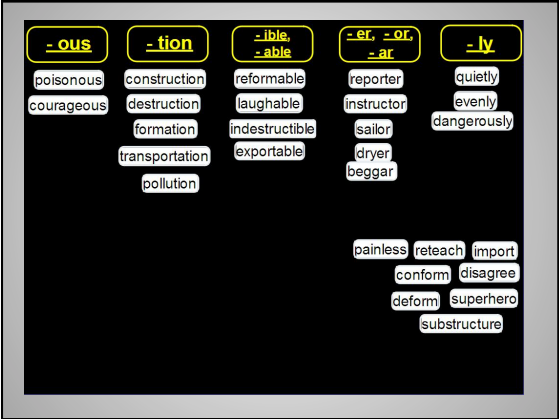 - ous
- tion
- ible,
- able
- er, - or,
- ar
- ly
poisonous
courageous
construction
destruction
formation
transportation
pollution
reformable
laughable
indestructible
exportable
reporter
instructor
sailor
dryer
beggar
quietly
evenly
dangerously
painless reteach import
conform disagree
deform superhero
substructure